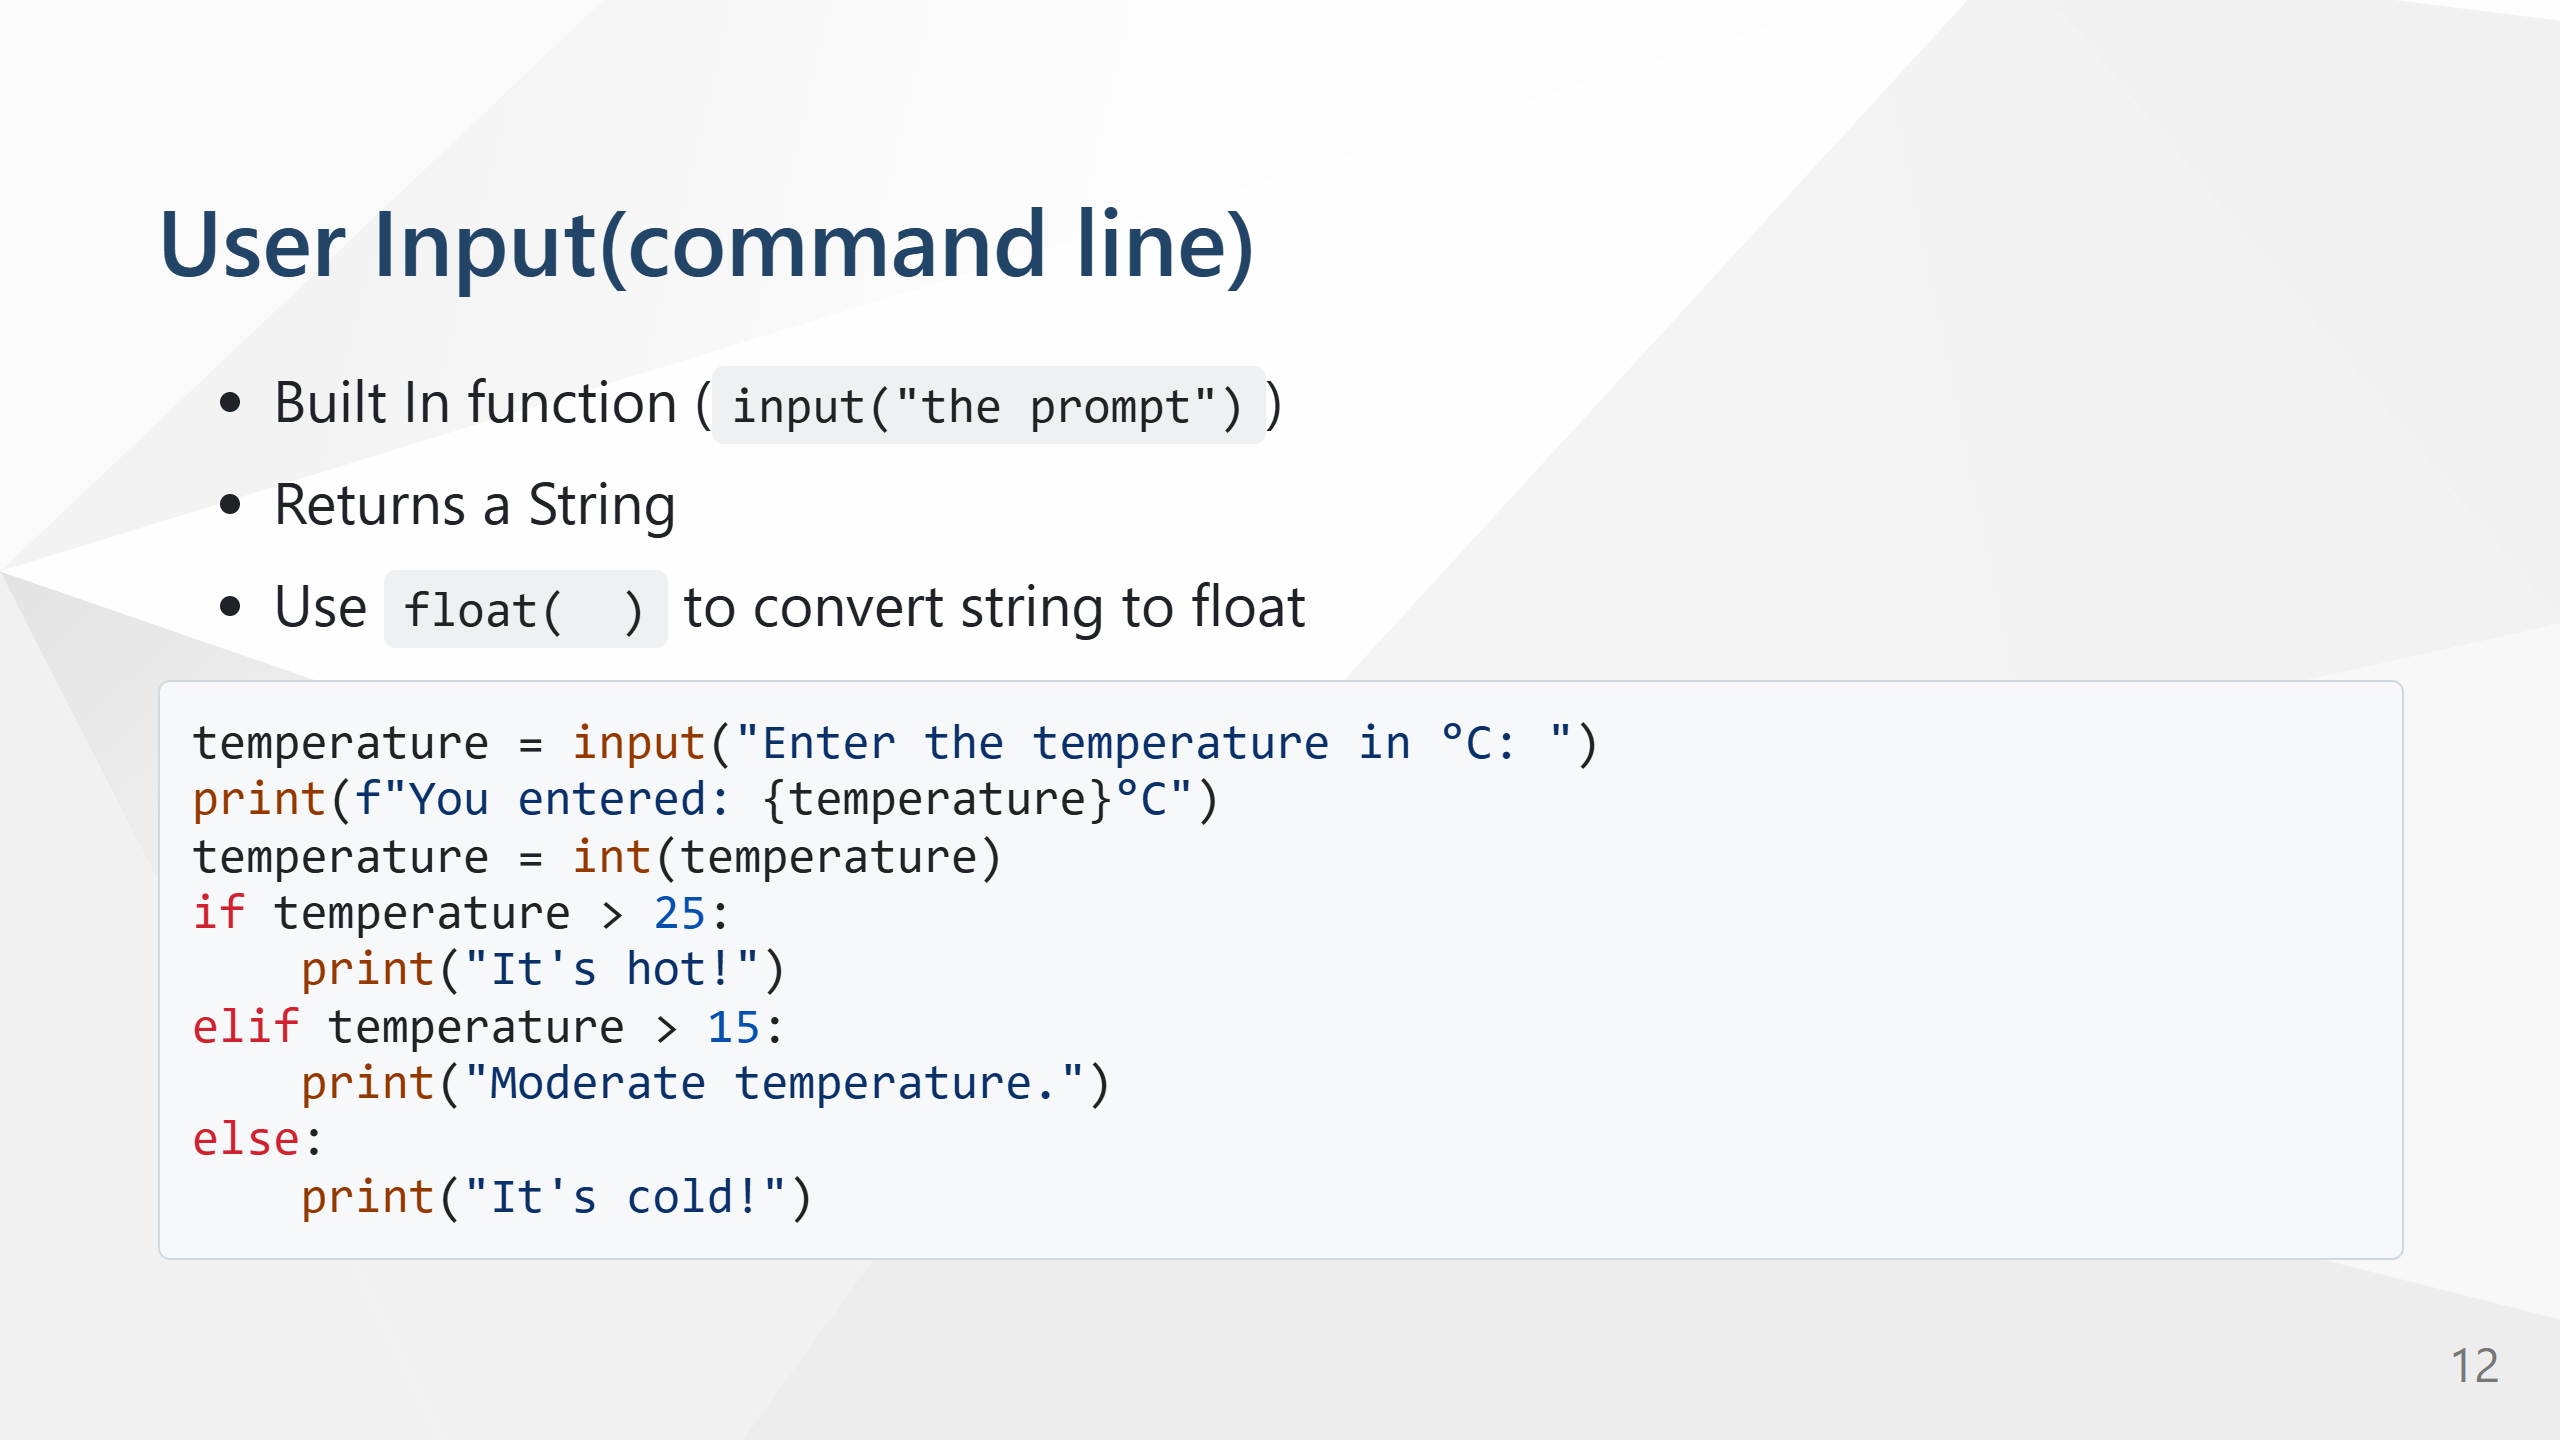 User Input(command line)
• Built In function ( input("the prompt") )
• Returns a String
• Use float(  ) to convert string to float
temperature = input("Enter the temperature in °C: ")
print(f"You entered: {temperature}°C")
temperature = int(temperature)
if temperature > 25:
    print("It's hot!")
elif temperature > 15:
    print("Moderate temperature.")
else:
    print("It's cold!")
12